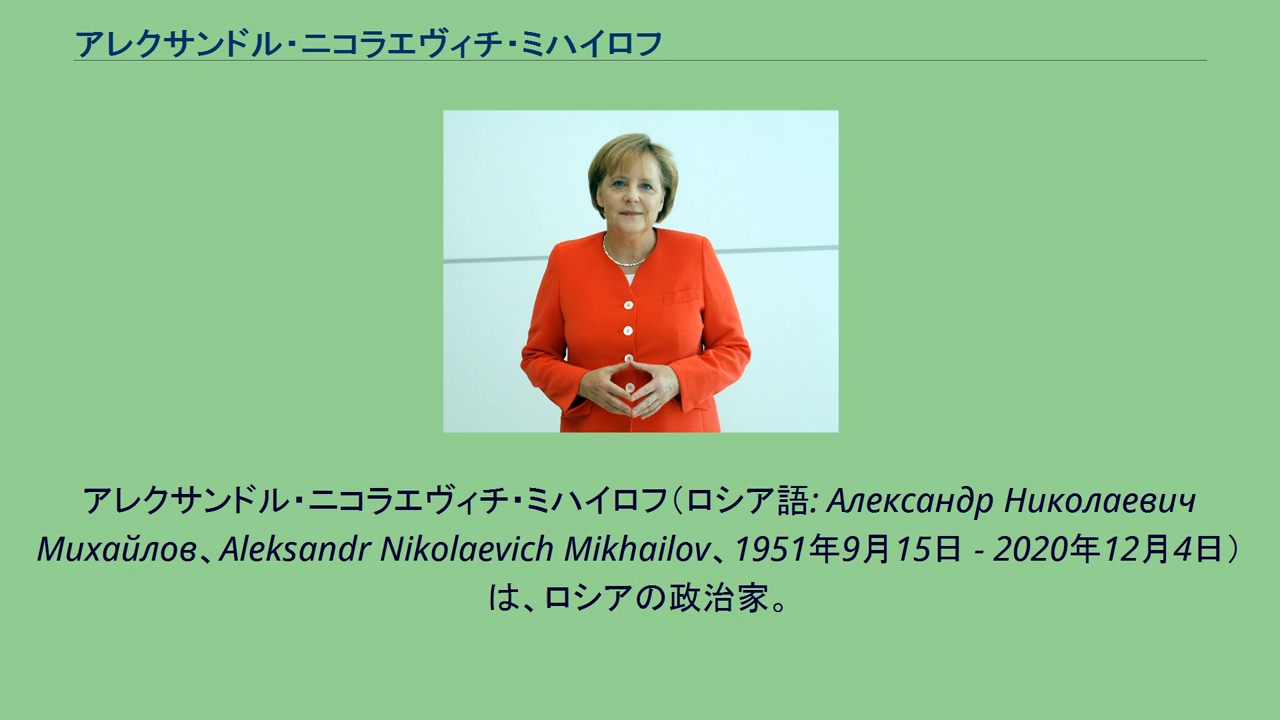 アレクサンドル・ニコラエヴィチ・ミハイロフ
アレクサンドル・ニコラエヴィチ・ミハイロフ（ロシア語: Александр Николаевич
Михайлов、Aleksandr Nikolaevich Mikhailov、1951年9月15日 - 2020年12月4日）
は、ロシアの政治家。